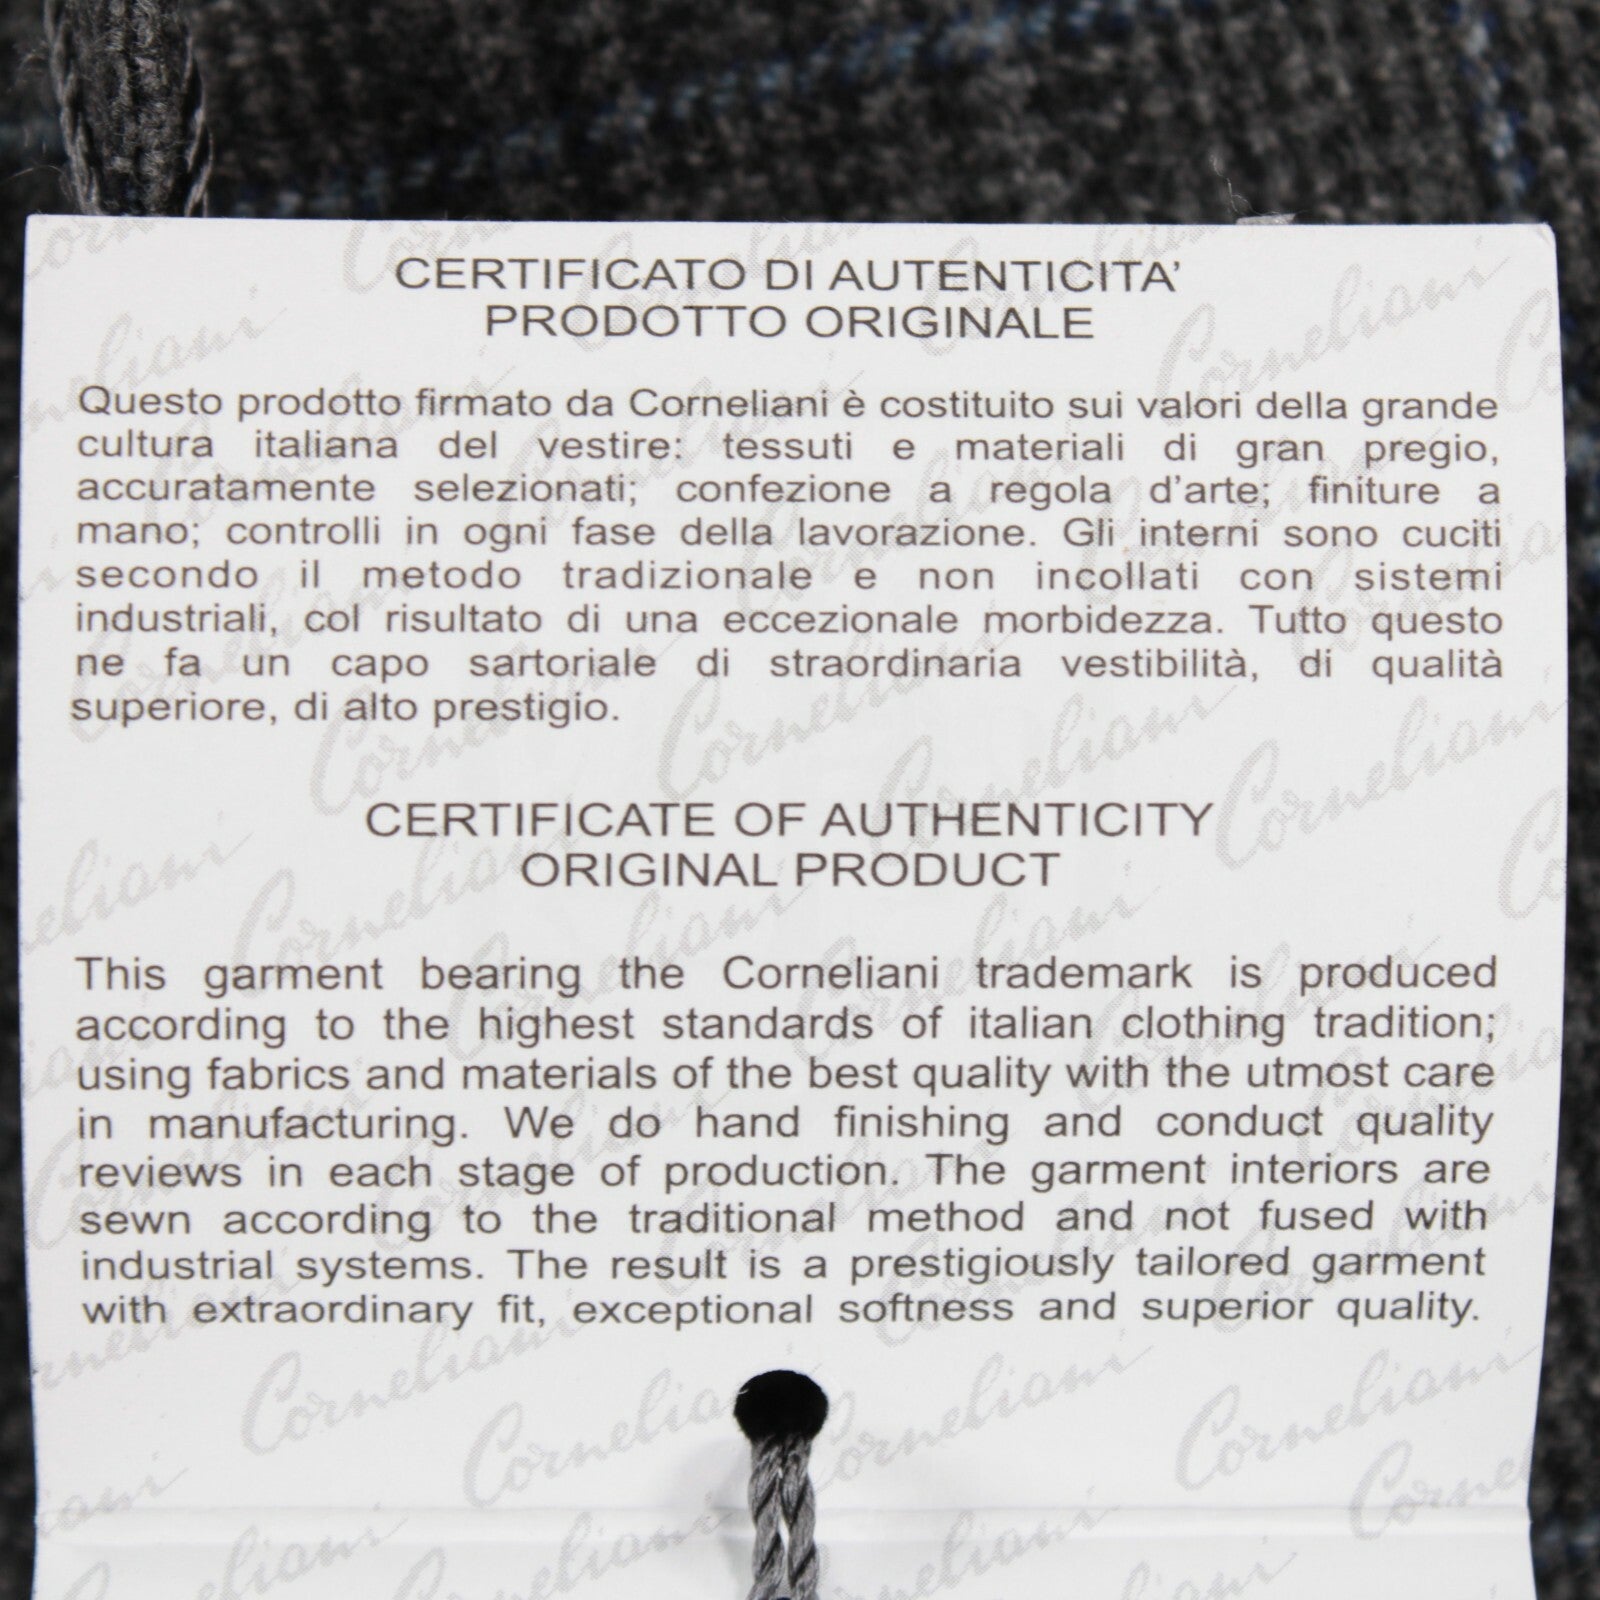 CERTIFICATO DI AUTENTICITA'
PRODOTTO ORIGINALE
Questo prodotto firmato da Corneliani è costituito sui valori della grande
cultura italiana del vestire: tessuti e materiali di gran pregio,
accuratamente selezionati; confezione a regola d'arte; finiture a
mano; controlli in ogni fase della lavorazione. Gli interni sono cuciti
secondo il metodo tradizionale e non incollati con sistemi
industriali, col risultato di una eccezionale morbidezza. Tutto questo
ne fa un capo sartoriale di straordinaria vestibilità, di qualità
superiore, di alto prestigio.
CERTIFICATE OF AUTHENTICITY
ORIGINAL PRODUCT
This garment bearing the Corneliani trademark is produced
according to the highest standards of italian clothing tradition;
using fabrics and materials of the best quality with the utmost care
in manufacturing. We do hand finishing and conduct quality
reviews in each stage of production. The garment interiors are
sewn according to the traditional method and not fused with
industrial systems. The result is a prestigiously tailored garment
with extraordinary fit, exceptional softness and superior quality.